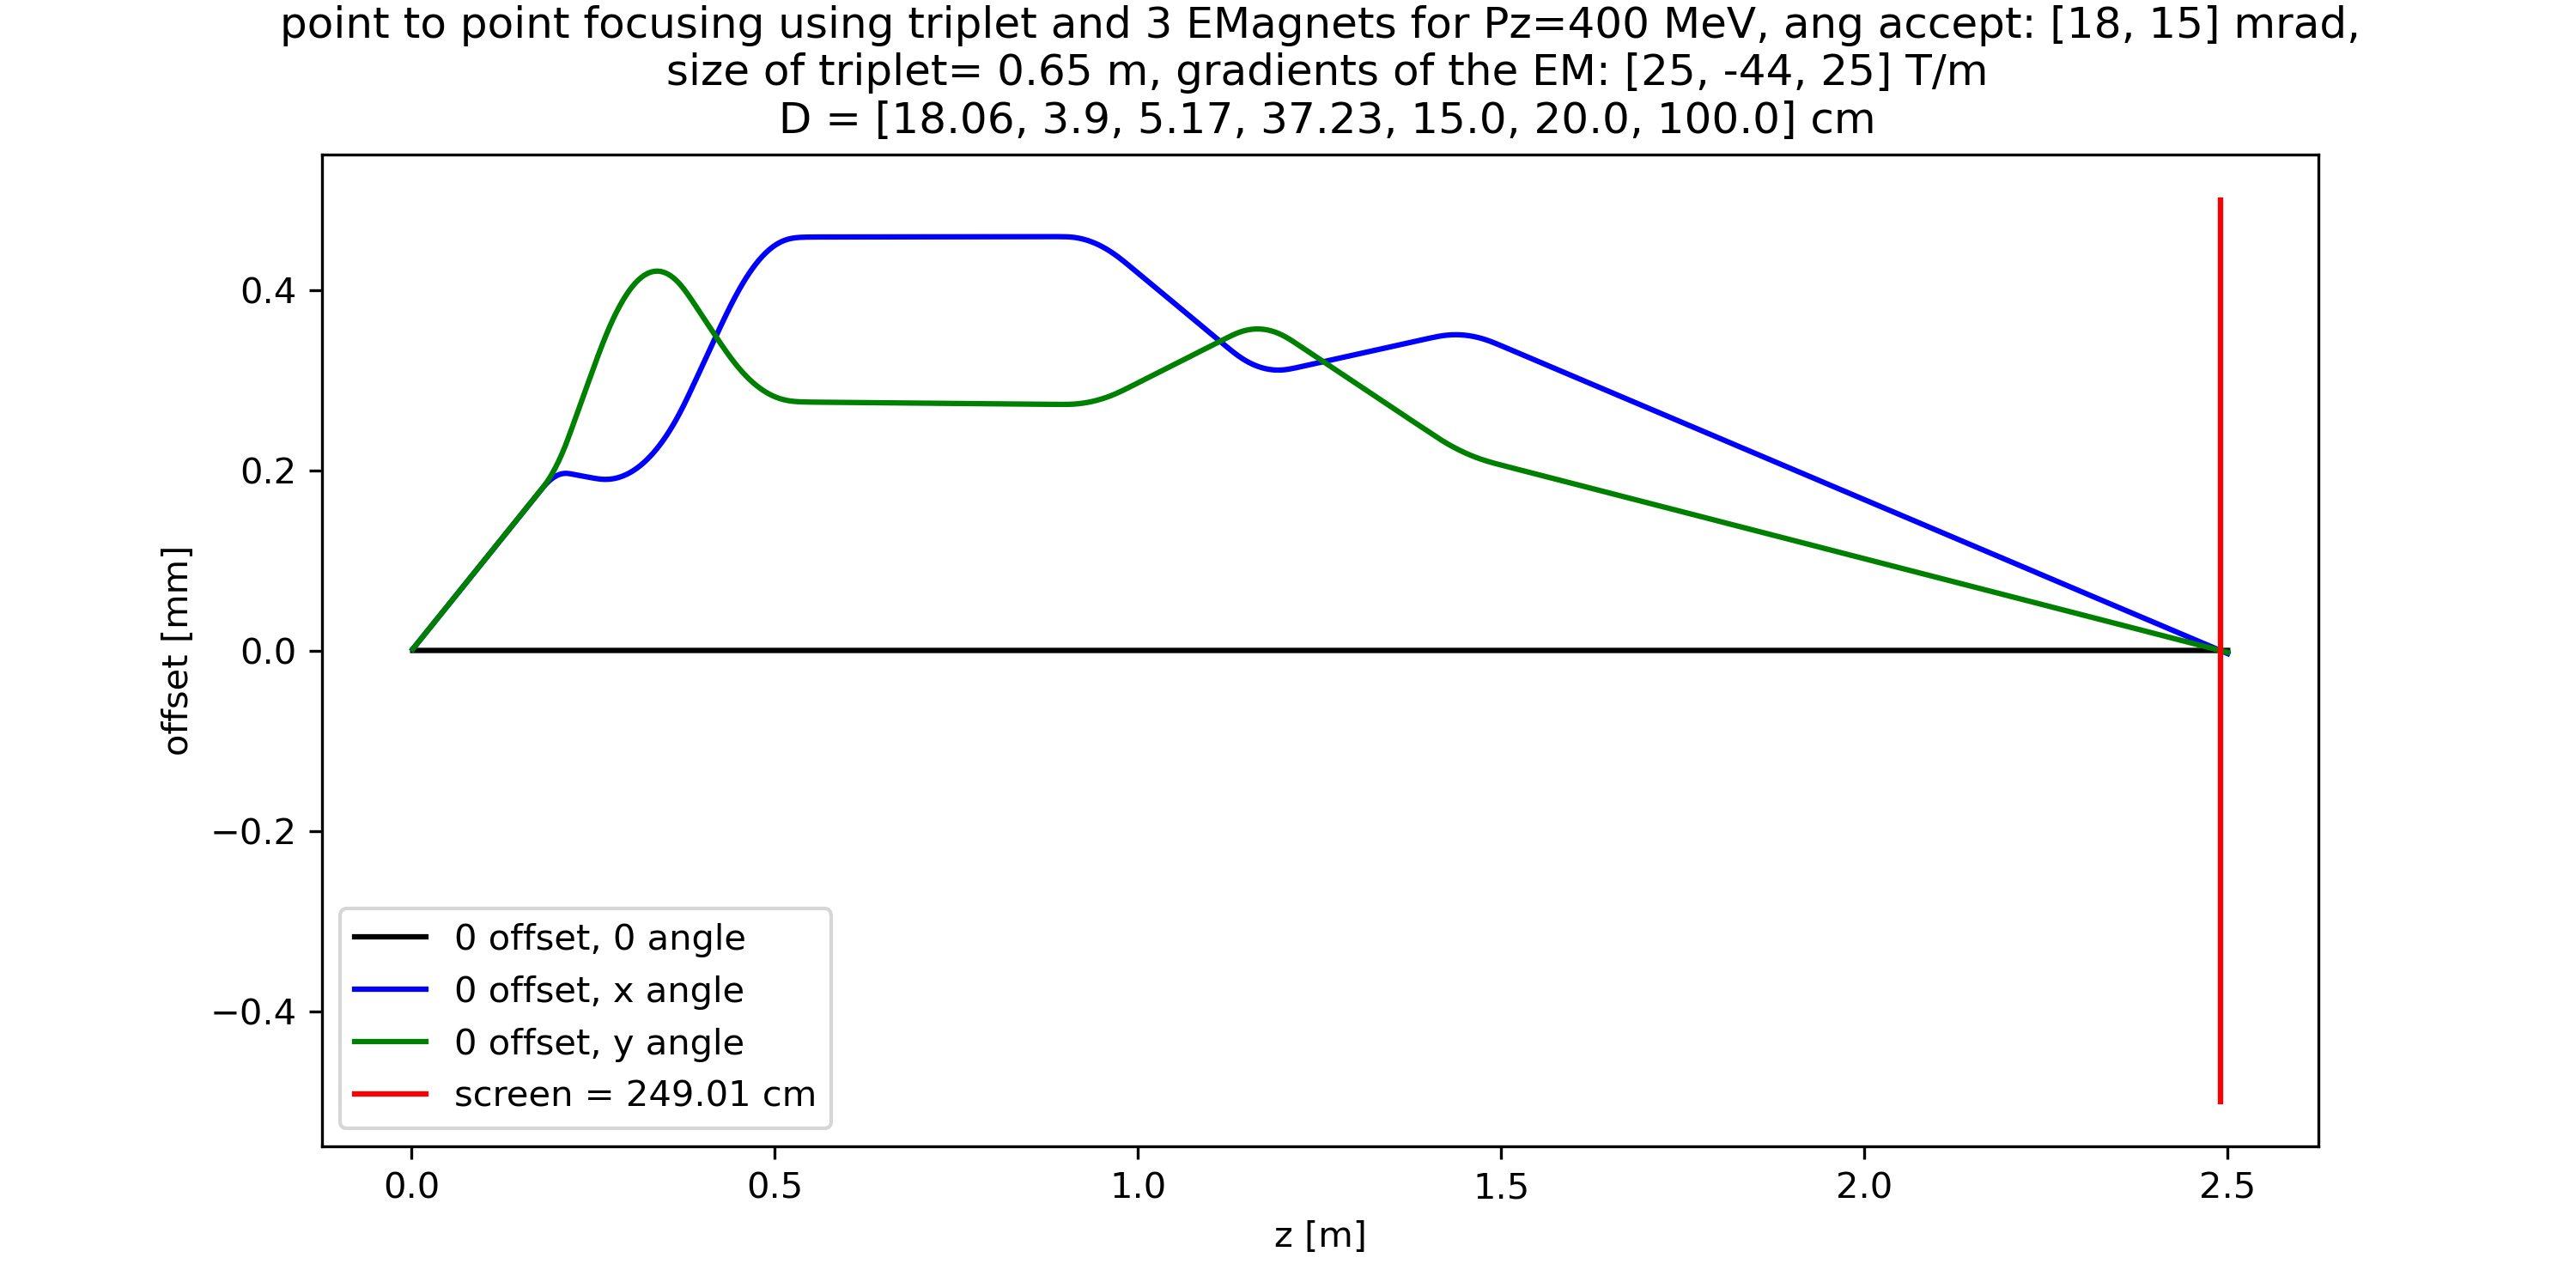 point to point focusing using triplet and 3 EMagnets for Pz=400 MeV, ang accept: [18, 15] mrad,
size of triplet= 0.65 m, gradients of the EM: [25, -44, 25] T/m
D = [18.06, 3.9, 5.17, 37.23, 15.0, 20.0, 100.0] cm
offset [mm]
0.4
0.2
0.0
−0.2
−0.4
0 offset, 0 angle
0 offset, x angle
0 offset, y angle
screen = 249.01 cm
0.0 0.5 1.0 1.5 2.0 2.5
z [m]